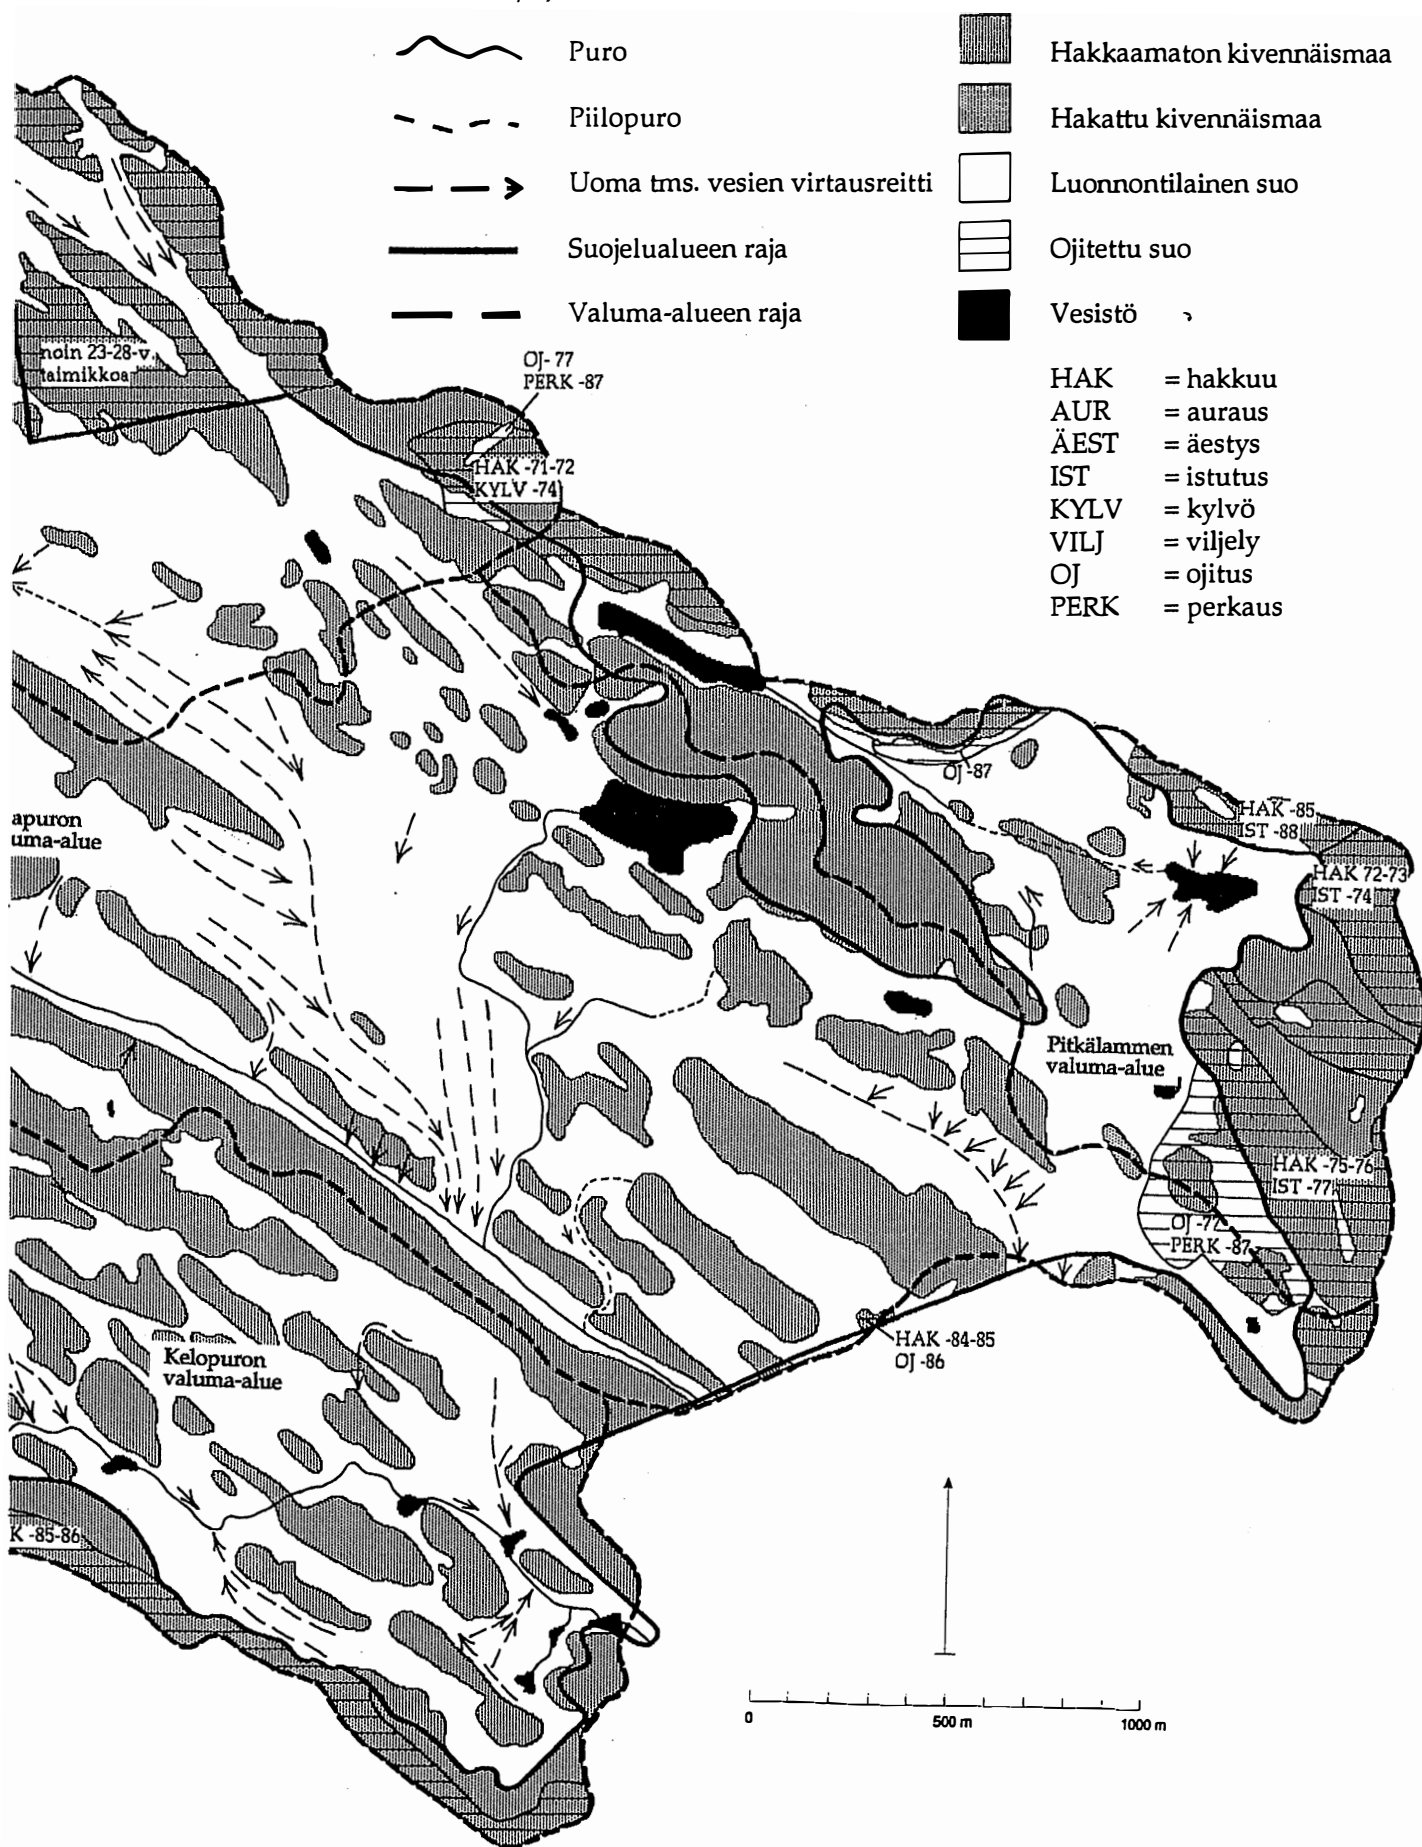 Puro
Piilopuro
Uoma tms. vesien virtausreitti
Suojelualueen raja
Valuma-alueen raja
Hakkaamaton kivennäismaa
Hakattu kivennäismaa
Luonnontilainen suo
Ojitettu suo
Vesistö
HAK = hakkuu
AUR = auraus
ÄEST = äestys
IST = istutus
KYLV = kylvö
VILJ = viljely
OJ = ojitus
PERK = perkaus
noin 23-28-v.
taimikkoa
OJ- 77
PERK -87
HAK -71-72
KYLV -74
OJ -87
HAK -85
IST -88
HAK 72-73
IST -74
apuron
uma-alue
Pitkälammen
valuma-alue
HAK -75-76
IST -77
OJ -77
PERK -87
HAK -84-85
OJ -86
Kelopuron
valuma-alue
K -85-86
0 500 m 1000 m